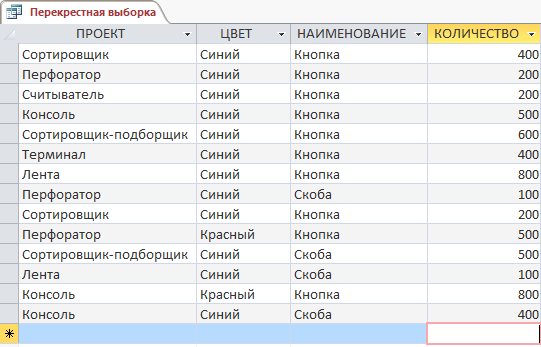 Перекрестная выборка
ПРОЕКТ ЦВЕТ НАИМЕНОВАНИЕ КОЛИЧЕСТВО
Сортировщик Синий Кнопка 400
Перфоратор Синий Кнопка 200
Считыватель Синий Кнопка 200
Консоль Синий Кнопка 500
Сортировщик-подборщик Синий Кнопка 600
Терминал Синий Кнопка 400
Лента Синий Кнопка 800
Перфоратор Синий Скоба 100
Сортировщик Синий Кнопка 200
Перфоратор Красный Кнопка 500
Сортировщик-подборщик Синий Скоба 500
Лента Синий Скоба 100
Консоль Красный Кнопка 800
Консоль Синий Скоба 400